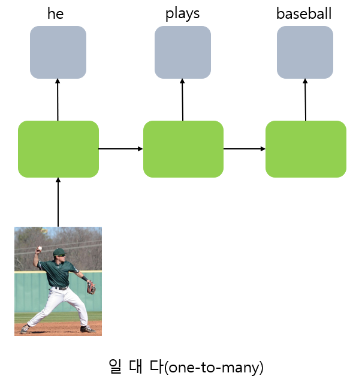 he plays baseball
일 대 다(one-to-many)